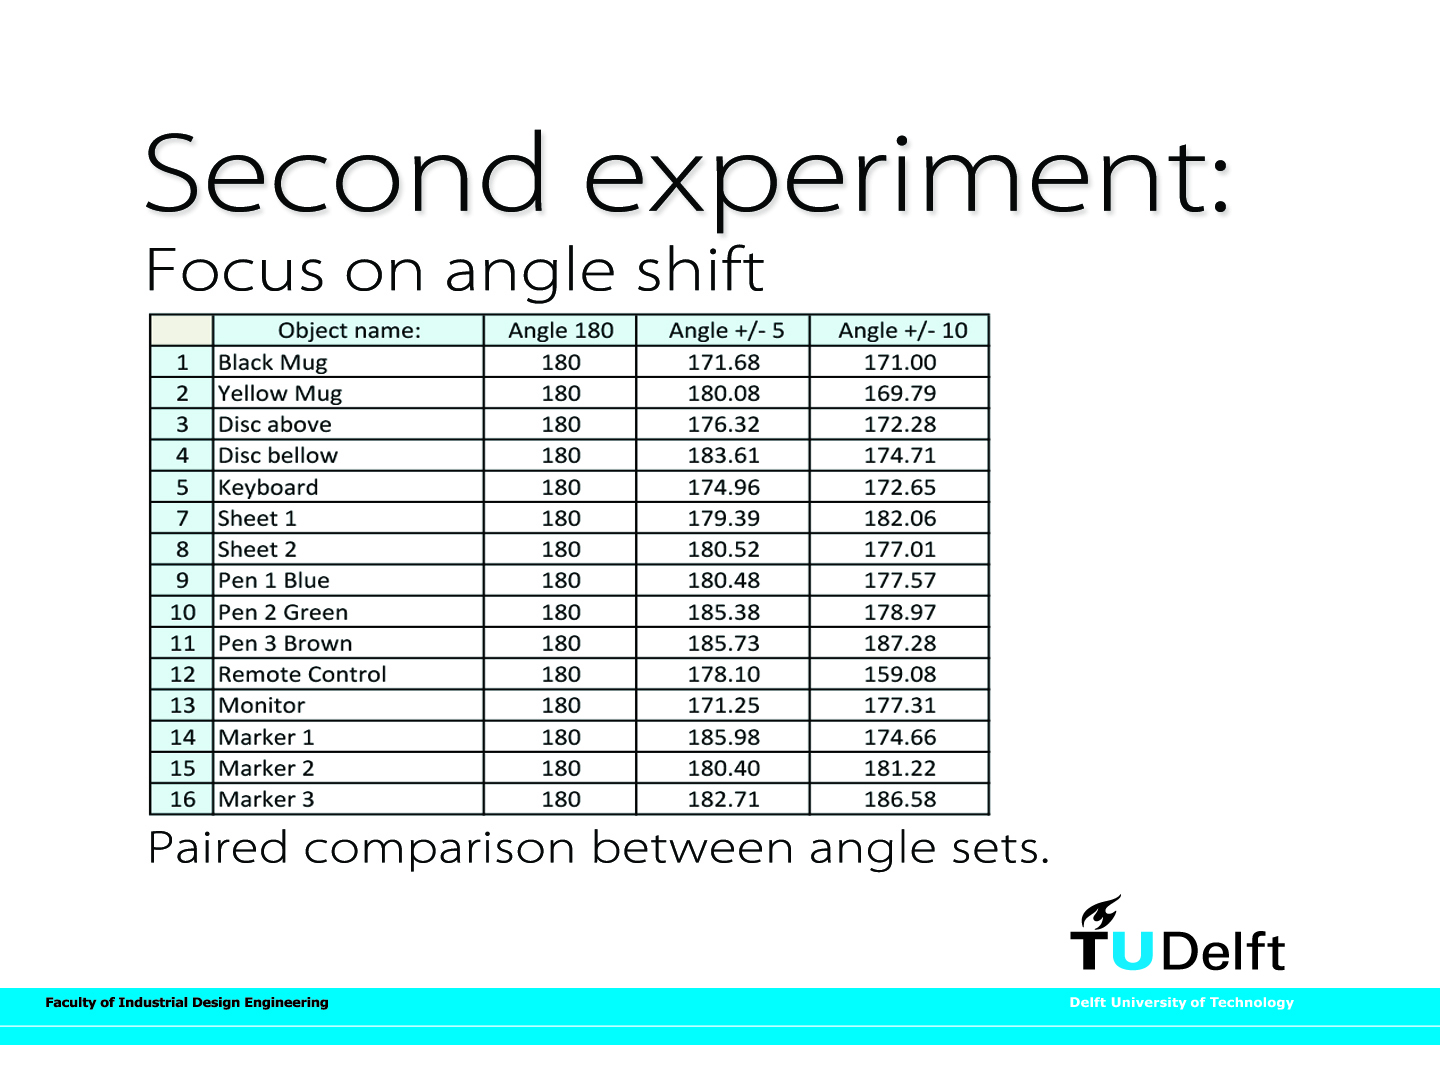 Second experiment:
Focus on angle shift
Object name: Angle 180 Angle +/- 5 Angle +/- 10
1 Black Mug 180 171.68 171.00
2 Yellow Mug 180 180.08 169.79
3 Disc above 180 176.32 172.28
4 Disc bellow 180 183.61 174.71
5 Keyboard 180 174.96 172.65
7 Sheet 1 180 179.39 182.06
8 Sheet 2 180 180.52 177.01
9 Pen 1 Blue 180 180.48 177.57
10 Pen 2 Green 180 185.38 178.97
11 Pen 3 Brown 180 185.73 187.28
12 Remote Control 180 178.10 159.08
13 Monitor 180 171.25 177.31
14 Marker 1 180 185.98 174.66
15 Marker 2 180 180.40 181.22
16 Marker 3 180 182.71 186.58
Paired comparison between angle sets.
TUDelft
Faculty of Industrial Design Engineering
Delft University of Technology